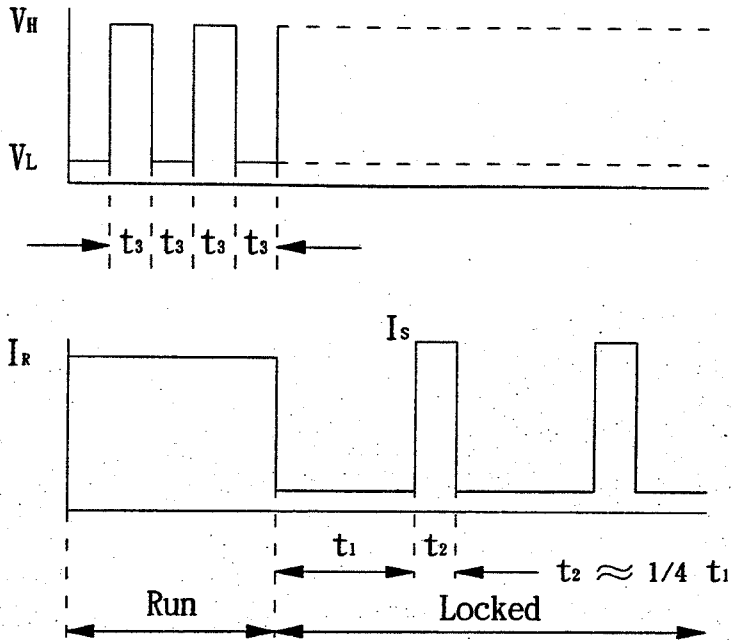 VH
VL
t3 t3 t3 t3
IS
IR
t1 t2
t2 ≈ 1/4 t1
Run Locked